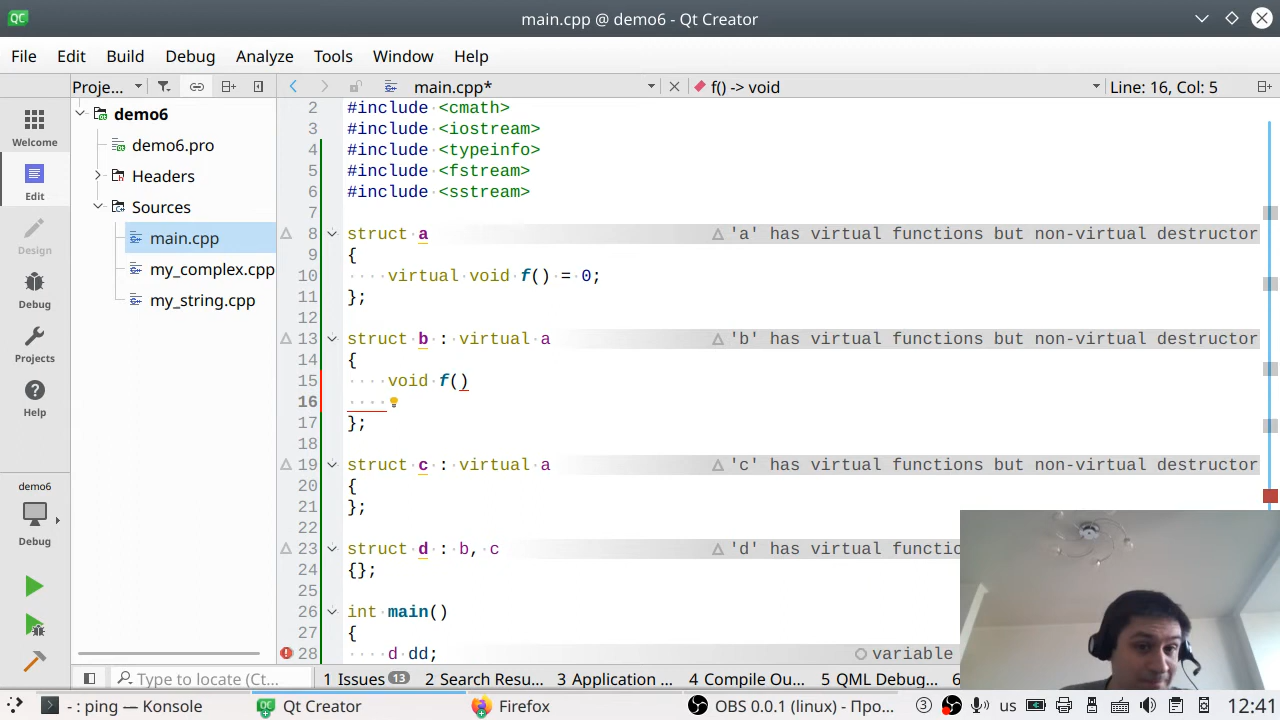 main.cpp @ demo6 - Qt Creator
File Edit Build Debug Analyze Tools Window Help
Proje... main.cpp* f() -> void Line: 16, Col: 5
Welcome
Edit
Design
Debug
Projects
Help
demo6
Debug
demo6
demo6.pro
Headers
Sources
main.cpp
my_complex.cpp
my_string.cpp
2 #include <cmath>
3 #include <iostream>
4 #include <typeinfo>
5 #include <fstream>
6 #include <sstream>
7
8 struct a 'a' has virtual functions but non-virtual destructor
9 {
10 virtual void f() = 0;
11 };
12
13 struct b : virtual a 'b' has virtual functions but non-virtual destructor
14 {
15 void f()
16
17 };
18
19 struct c : virtual a 'c' has virtual functions but non-virtual destructor
20 {
21 };
22
23 struct d : b, c 'd' has virtual functio
24 {};
25
26 int main()
27 {
28 d dd; variable
Type to locate (Ct... 1 Issues 13 2 Search Resu... 3 Application ... 4 Compile Ou... 5 QML Debug... 6
- : ping — Konsole Qt Creator Firefox OBS 0.0.1 (linux) - Про... 3 us 12:41